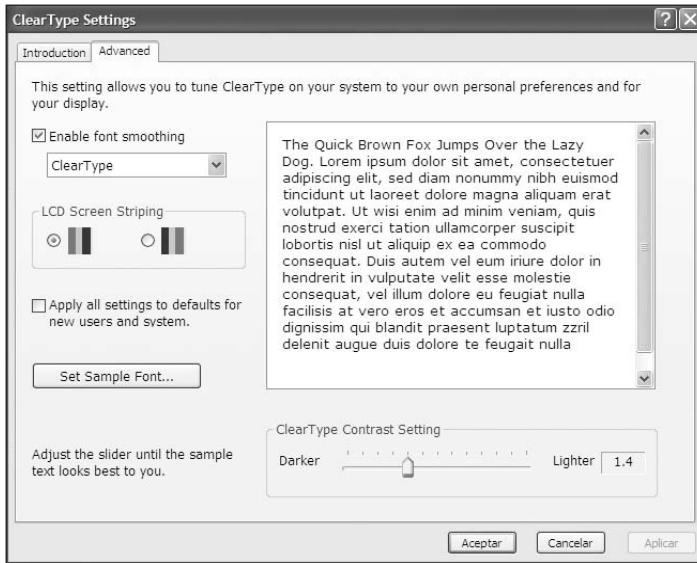 ClearType Settings
Introduction
Advanced
This setting allows you to tune ClearType on your system to your own personal preferences and for
your display.
Enable font smoothing
ClearType
LCD Screen Striping
Apply all settings to defaults for
new users and system.
Set Sample Font...
The Quick Brown Fox Jumps Over the Lazy
Dog. Lorem ipsum dolor sit amet, consectetuer
adipiscing elit, sed diam nonummy nibh euismod
tincidunt ut laoreet dolore magna aliquam erat
volutpat. Ut wisi enim ad minim veniam, quis
nostrud exerci tation ullamcorper suscipit
lobortis nisl ut aliquip ex ea commodo
consequat. Duis autem vel eum iriure dolor in
hendrerit in vulputate velit esse molestie
consequat, vel illum dolore eu feugiat nulla
facilisis at vero eros et accumsan et iusto odio
dignissim qui blandit praesent luptatum zzril
delenit augue duis dolore te feugait nulla
Adjust the slider until the sample
text looks best to you.
ClearType Contrast Setting
Darker
Lighter
1.4
Aceptar
Cancelar
Aplicar